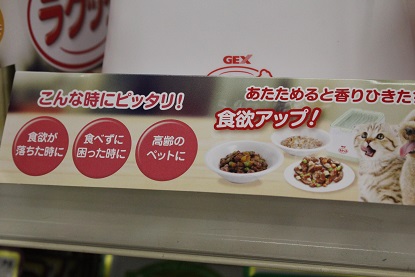 ラクリ
GEX
こんな時にピッタリ!
あたためると香りひきたつ
食欲アップ!
食欲が
落ちた時に
食べずに
困った時に
高齢の
ペットに